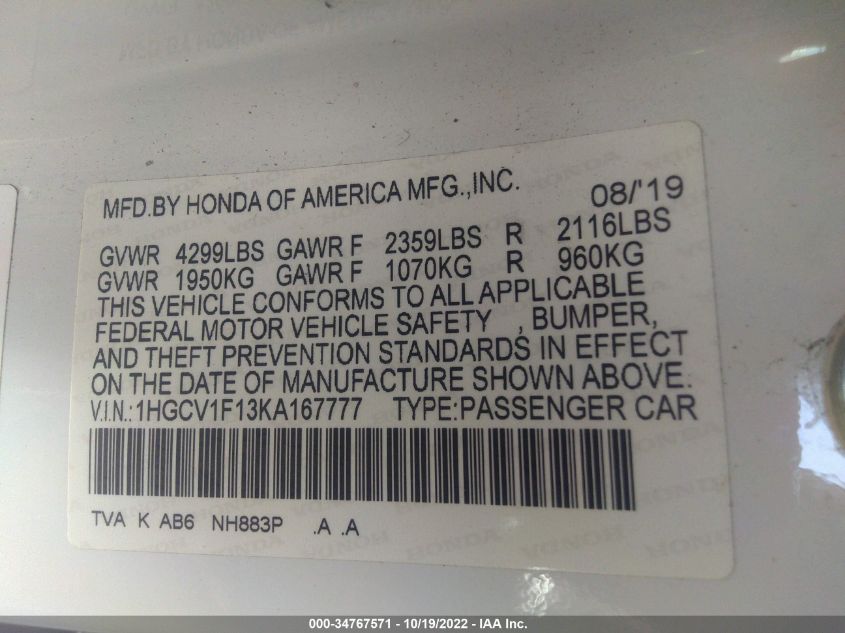 MFD.BY HONDA OF AMERICA MFG.,INC. 08/'19
GVWR 4299LBS GAWR F 2359LBS R 2116LBS
GVWR 1950KG GAWR F 1070KG R 960KG
THIS VEHICLE CONFORMS TO ALL APPLICABLE
FEDERAL MOTOR VEHICLE SAFETY , BUMPER,
AND THEFT PREVENTION STANDARDS IN EFFECT
ON THE DATE OF MANUFACTURE SHOWN ABOVE.
V.I.N.:1HGCV1F13KA167777 TYPE:PASSENGER CAR
TVA K AB6 NH883P .A .A
HONDA HONDA HONDA
000-34767571 - 10/19/2022 - IAA Inc.